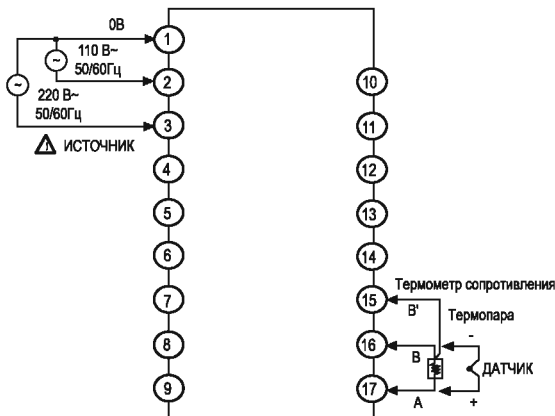 0В
1
110 В~
50/60Гц
~
2
10
~
220 В~
50/60Гц
3
11
ИСТОЧНИК
4
12
5
13
6
14
Термометр сопротивления
7
15
B'
Термопара
8
16
B
-
ДАТЧИК
9
17
A
+